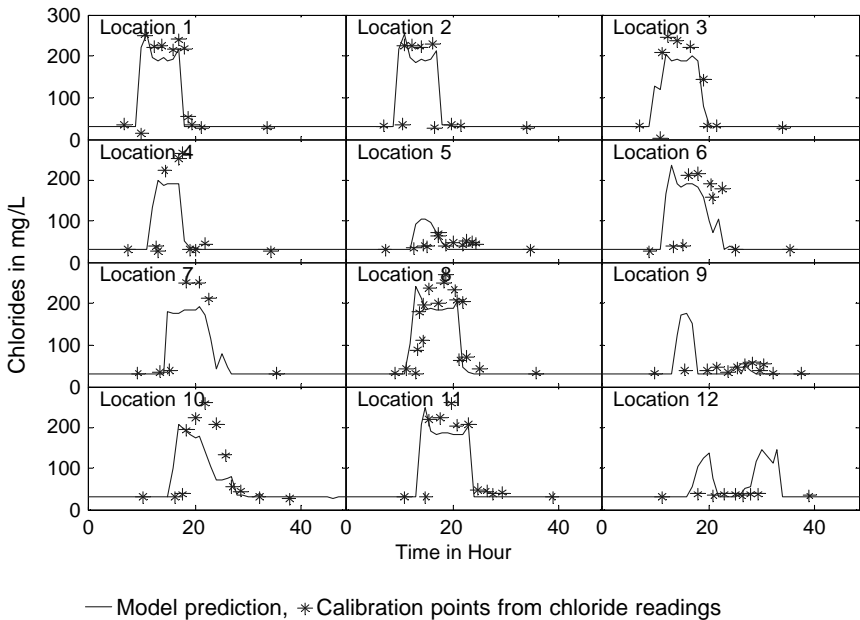 300
Location 1
Location 2
Location 3
200
100
0
Location 4
Location 5
Location 6
200
100
0
Location 7
Location 8
Location 9
200
100
0
Location 10
Location 11
Location 12
200
100
0
0 20 40 0 20 40 0 20 40
Chlorides in mg/L
Time in Hour
Model prediction, Calibration points from chloride readings